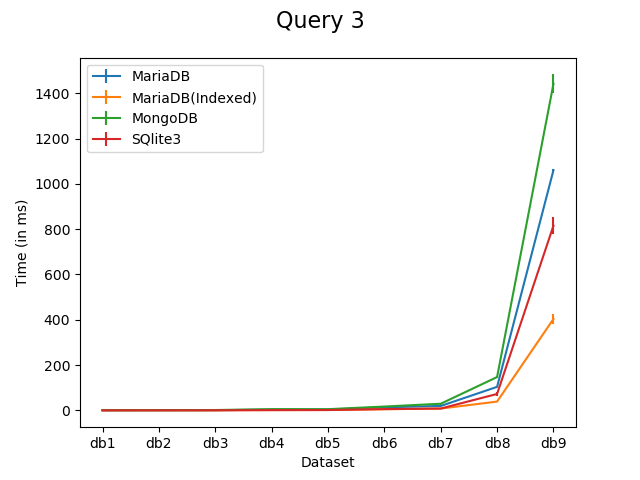 Query 3
MariaDB
MariaDB(Indexed)
MongoDB
SQlite3
Time (in ms)
1400
1200
1000
800
600
400
200
0
db1 db2 db3 db4 db5 db6 db7 db8 db9
Dataset